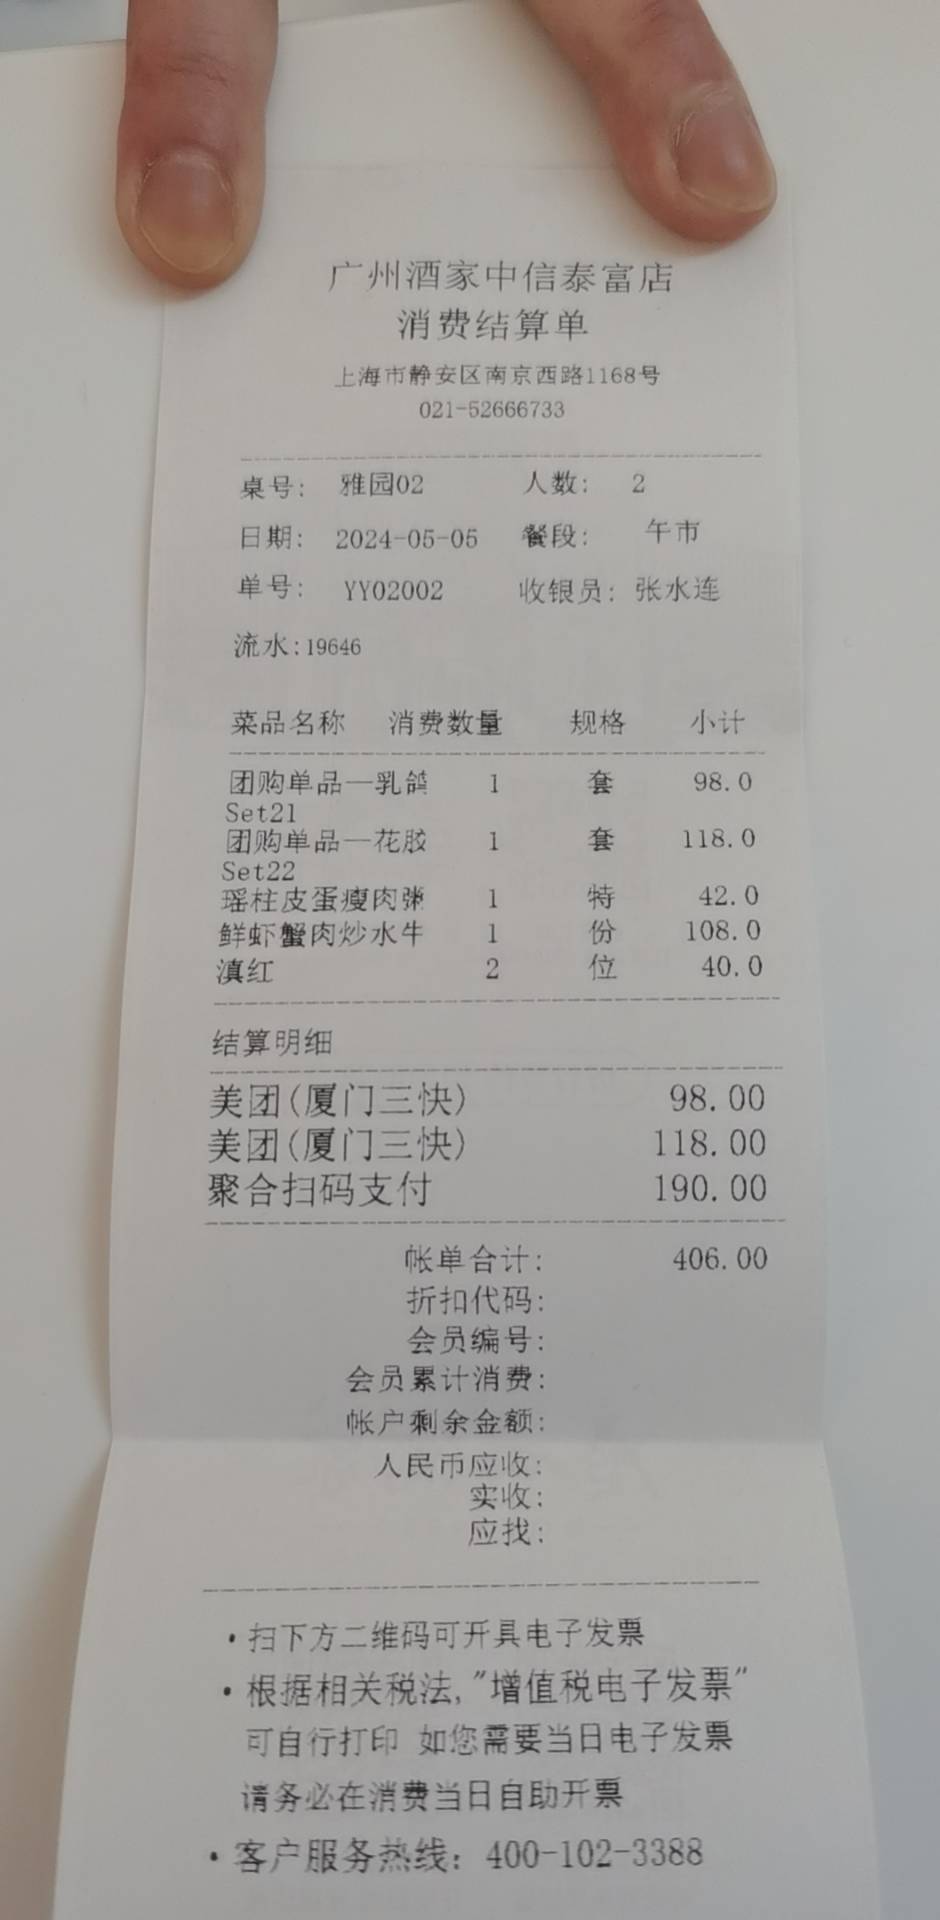 广州酒家中信泰富店
消费结算单
上海市静安区南京西路1168号
021-52666733
桌号: 雅园02 人数: 2
日期: 2024-05-05 餐段: 午市
单号: YY02002 收银员: 张水连
流水:19646
菜品名称 消费数量 规格 小计
团购单品—乳鸽 1 套 98.0
Set21
团购单品—花胶 1 套 118.0
Set22
瑶柱皮蛋瘦肉粥 1 特 42.0
鲜虾蟹肉炒水牛 1 份 108.0
滇红 2 位 40.0
结算明细
美团(厦门三快) 98.00
美团(厦门三快) 118.00
聚合扫码支付 190.00
帐单合计: 406.00
折扣代码:
会员编号:
会员累计消费:
帐户剩余金额:
人民币应收:
实收:
应找:
·扫下方二维码可开具电子发票
·根据相关税法,"增值税电子发票"
可自行打印 如您需要当日电子发票
请务必在消费当日自助开票
·客户服务热线: 400-102-3388